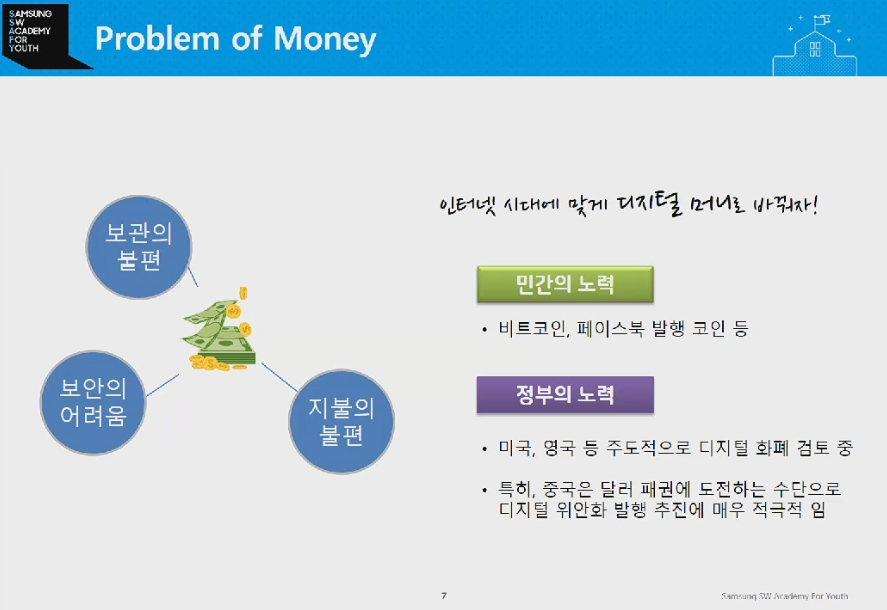 SAMSUNG
SW
ACADEMY
FOR
YOUTH
Problem of Money
보관의
불편
보안의
어려움
지불의
불편
인터넷 시대에 맞게 디지털 머니로 바꿔자!
민간의 노력
• 비트코인, 페이스북 발행 코인 등
정부의 노력
• 미국, 영국 등 주도적으로 디지털 화폐 검토 중
• 특히, 중국은 달러 패권에 도전하는 수단으로
디지털 위안화 발행 추진에 매우 적극적 임
7
Samsung SW Academy For Youth